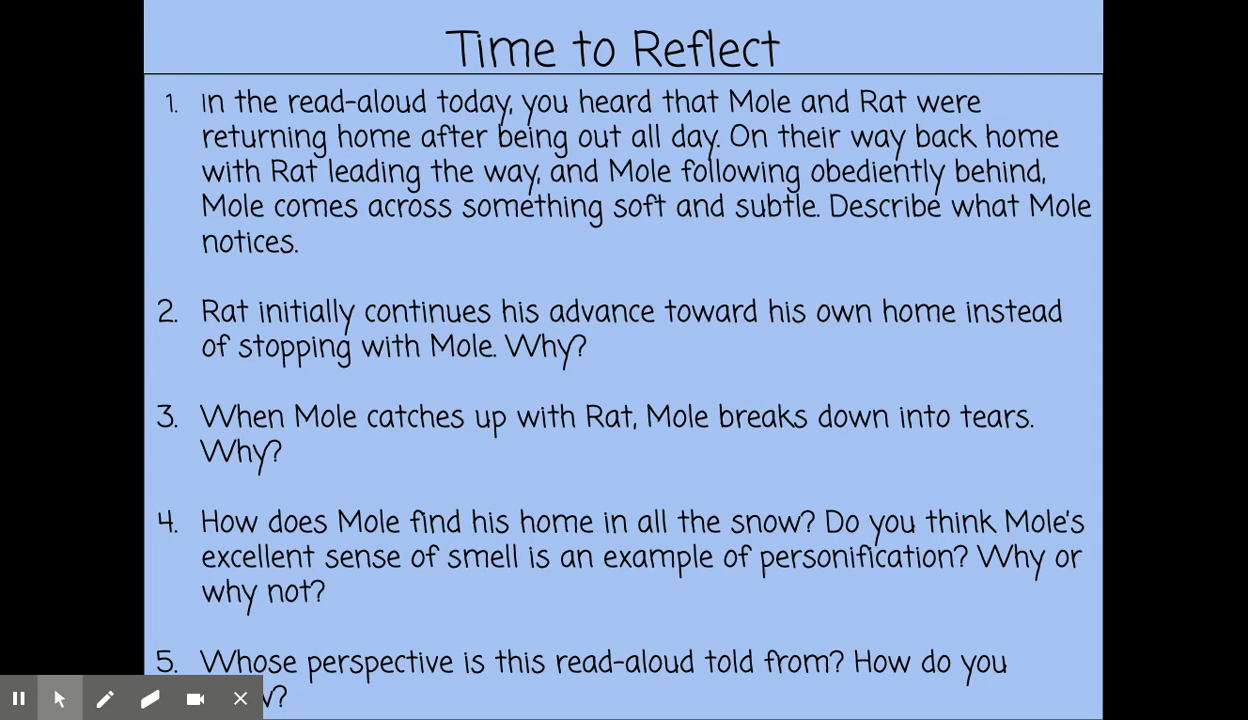 Time to Reflect
1. In the read-aloud today, you heard that Mole and Rat were
returning home after being out all day. On their way back home
with Rat leading the way, and Mole following obediently behind,
Mole comes across something soft and subtle. Describe what Mole
notices.
2. Rat initially continues his advance toward his own home instead
of stopping with Mole. Why?
3. When Mole catches up with Rat, Mole breaks down into tears.
Why?
4. How does Mole find his home in all the snow? Do you think Mole's
excellent sense of smell is an example of personification? Why or
why not?
5. Whose perspective is this read-aloud told from? How do you